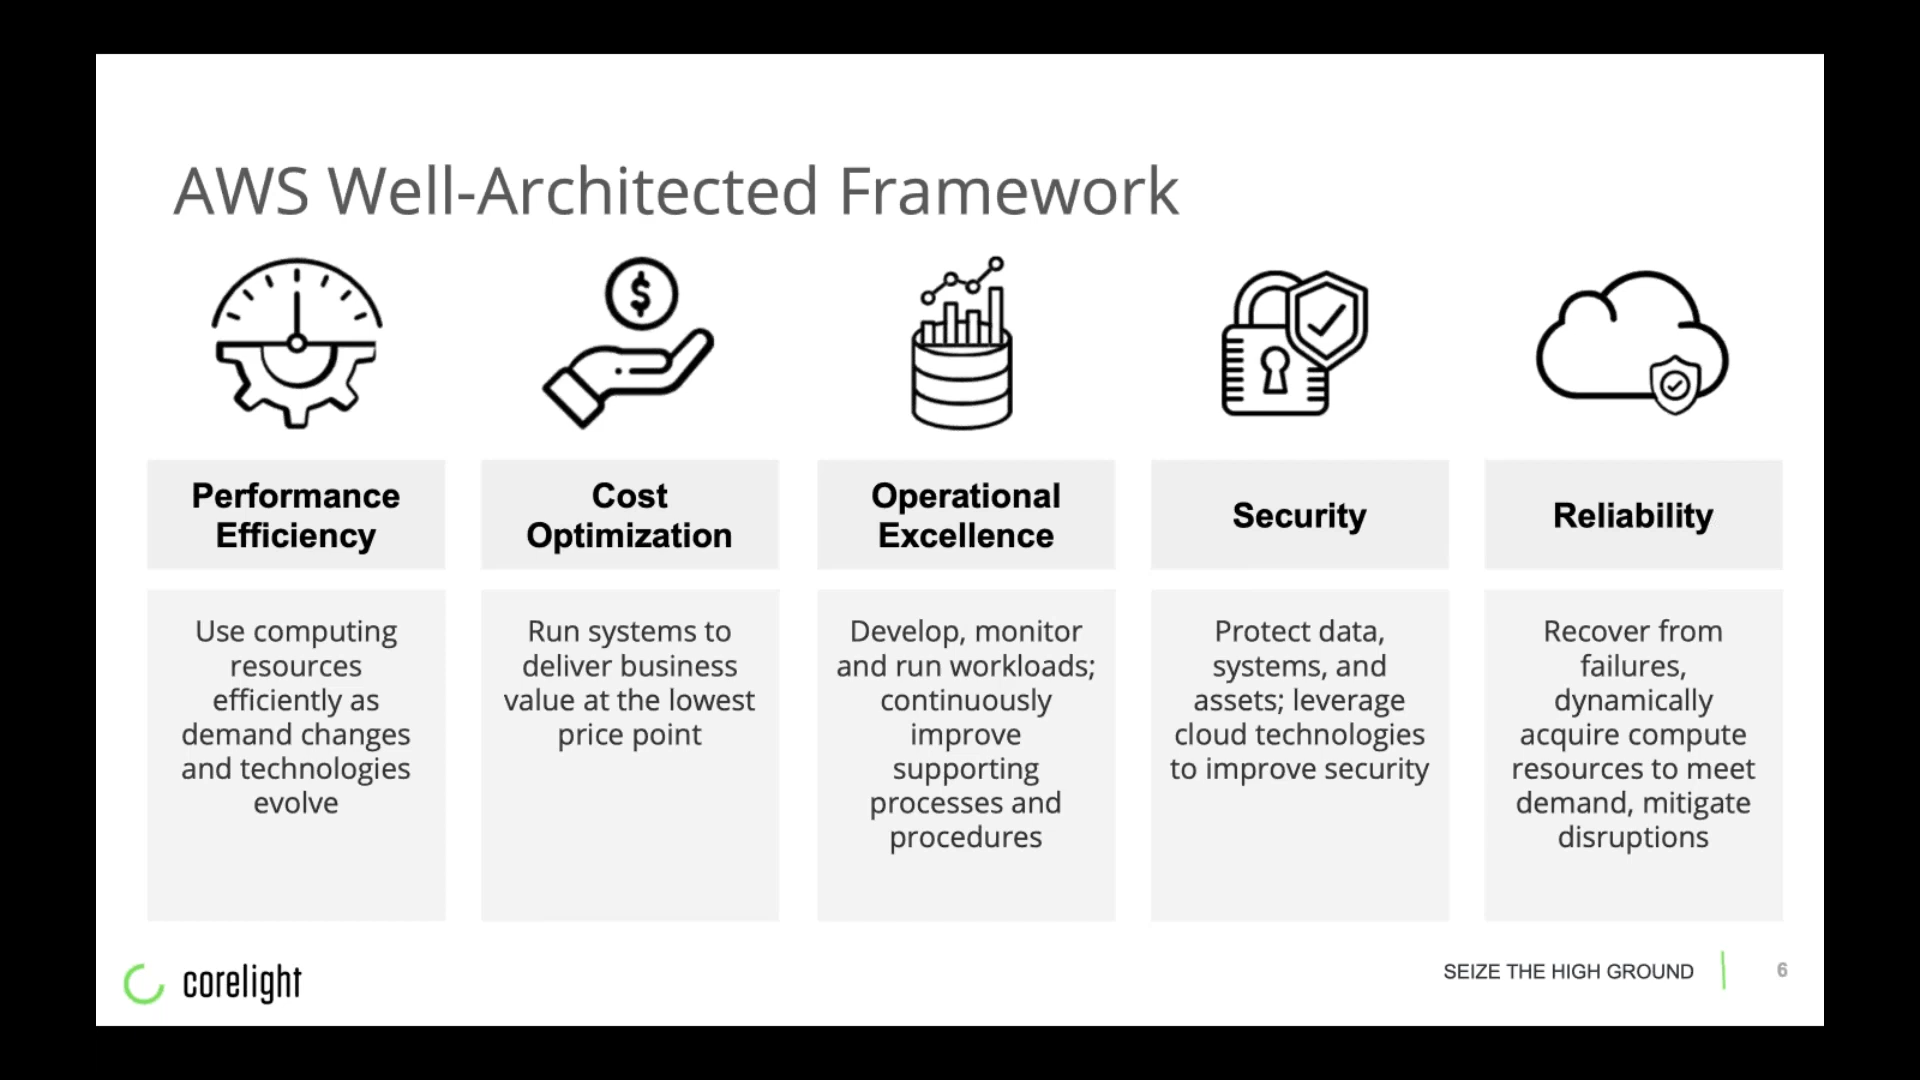 AWS Well-Architected Framework
$
Performance
Efficiency
Use computing
resources
efficiently as
demand changes
and technologies
evolve
Cost
Optimization
Run systems to
deliver business
value at the lowest
price point
Operational
Excellence
Develop, monitor
and run workloads;
continuously
improve
supporting
processes and
procedures
Security
Protect data,
systems, and
assets; leverage
cloud technologies
to improve security
Reliability
Recover from
failures,
dynamically
acquire compute
resources to meet
demand, mitigate
disruptions
corelight
SEIZE THE HIGH GROUND
6